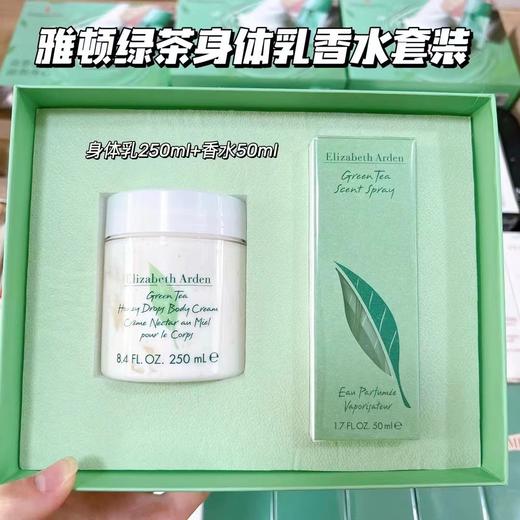 雅顿绿茶身体乳香水套装
身体乳250ml+香水50ml
Elizabeth Arden
Green Tea
Scent Spray
Elizabeth Arden
Green Tea
Honey Drops Body Cream
Crème Nectar au Miel
pour le Corps
8.4 FL. OZ. 250 mL ℮
Eau Parfumée
Vaporisateur
1.7 FL. OZ. 50 ml ℮